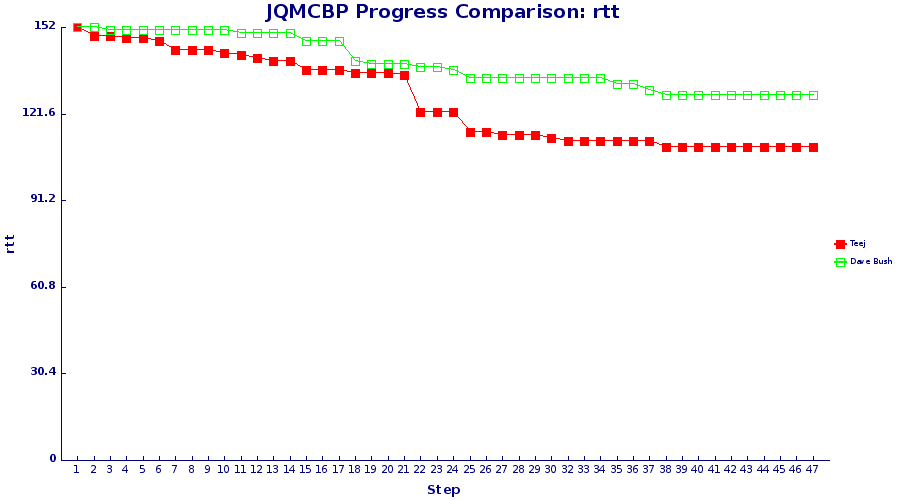 JQMCBP Progress Comparison: rtt
152
121.6
91.2
60.8
30.4
0
rtt
1 2 3 4 5 6 7 8 9 10 11 12 13 14 15 16 17 18 19 20 21 22 23 24 25 26 27 28 29 30 32 33 34 35 36 37 38 39 40 41 42 43 44 45 46 47
Step
Teej
Dave Bush